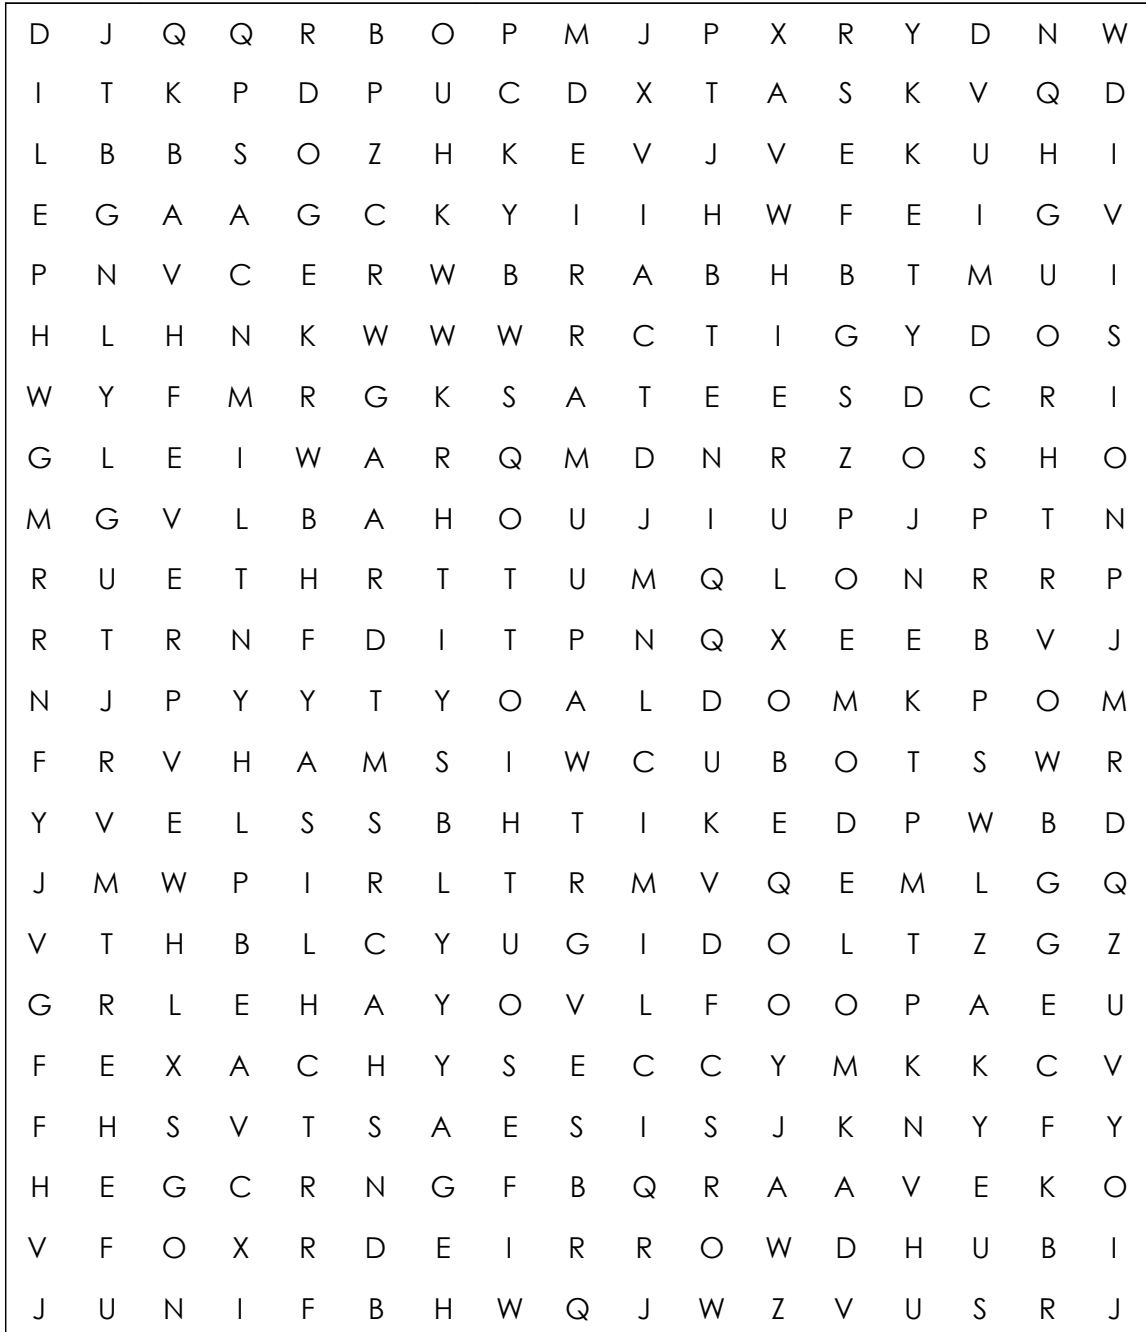 D J Q Q R B O P M J P X R Y D N W
I T K P D P U C D X T A S K V Q D
L B B S O Z H K E V J V E K U H I
E G A A G C K Y I I H W F E I G V
P N V C E R W B R A B H B T M U I
H L H N K W W W R C T I G Y D O S
W Y F M R G K S A T E E S D C R I
G L E I W A R Q M D N R Z O S H O
M G V L B A H O U J I U P J P T N
R U E T H R T T U M Q L O N R R P
R T R N F D I T P N Q X E E B V J
N J P Y Y T Y O A L D O M K P O M
F R V H A M S I W C U B O T S W R
Y V E L S S B H T I K E D P W B D
J M W P I R L T R M V Q E M L G Q
V T H B L C Y U G I D O L T Z G Z
G R L E H A Y O V L F O O P A E U
F E X A C H Y S E C C Y M K K C V
F H S V T S A E S I S J K N Y F Y
H E G C R N G F B Q R A A V E K O
V F O X R D E I R R O W D H U B I
J U N I F B H W Q J W Z V U S R J